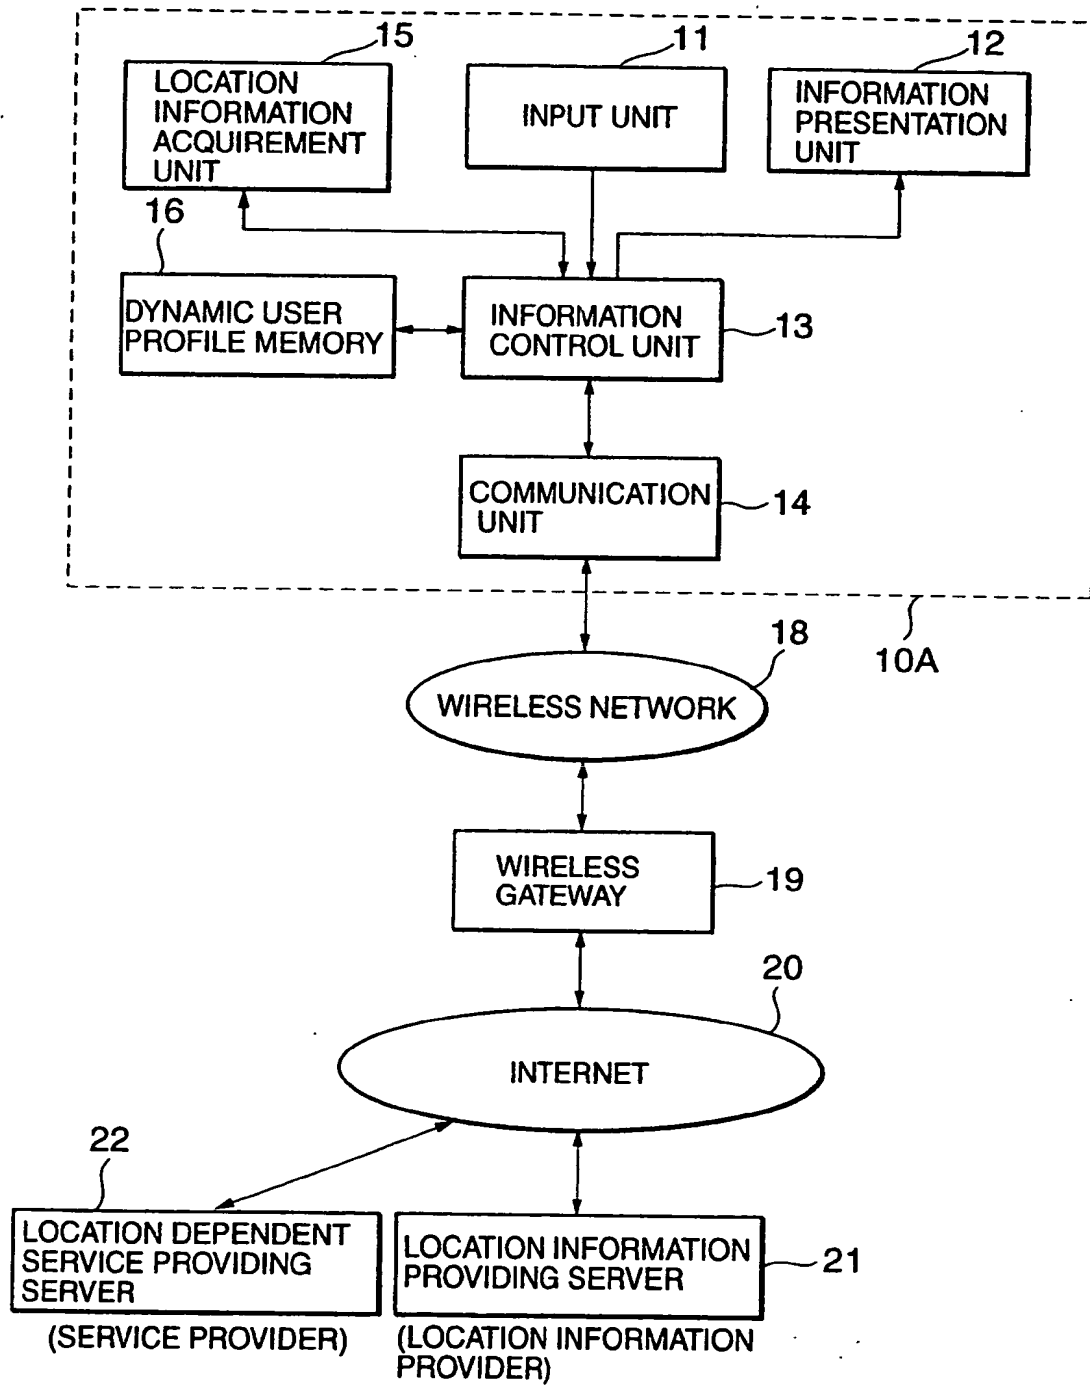 15
11
12
LOCATION
INFORMATION
ACQUIREMENT
UNIT
INPUT UNIT
INFORMATION
PRESENTATION
UNIT
16
DYNAMIC USER
PROFILE MEMORY
INFORMATION
CONTROL UNIT
13
COMMUNICATION
UNIT
14
10A
18
WIRELESS NETWORK
WIRELESS
GATEWAY
19
20
INTERNET
22
LOCATION DEPENDENT
SERVICE PROVIDING
SERVER
(SERVICE PROVIDER)
LOCATION INFORMATION
PROVIDING SERVER
21
(LOCATION INFORMATION
PROVIDER)